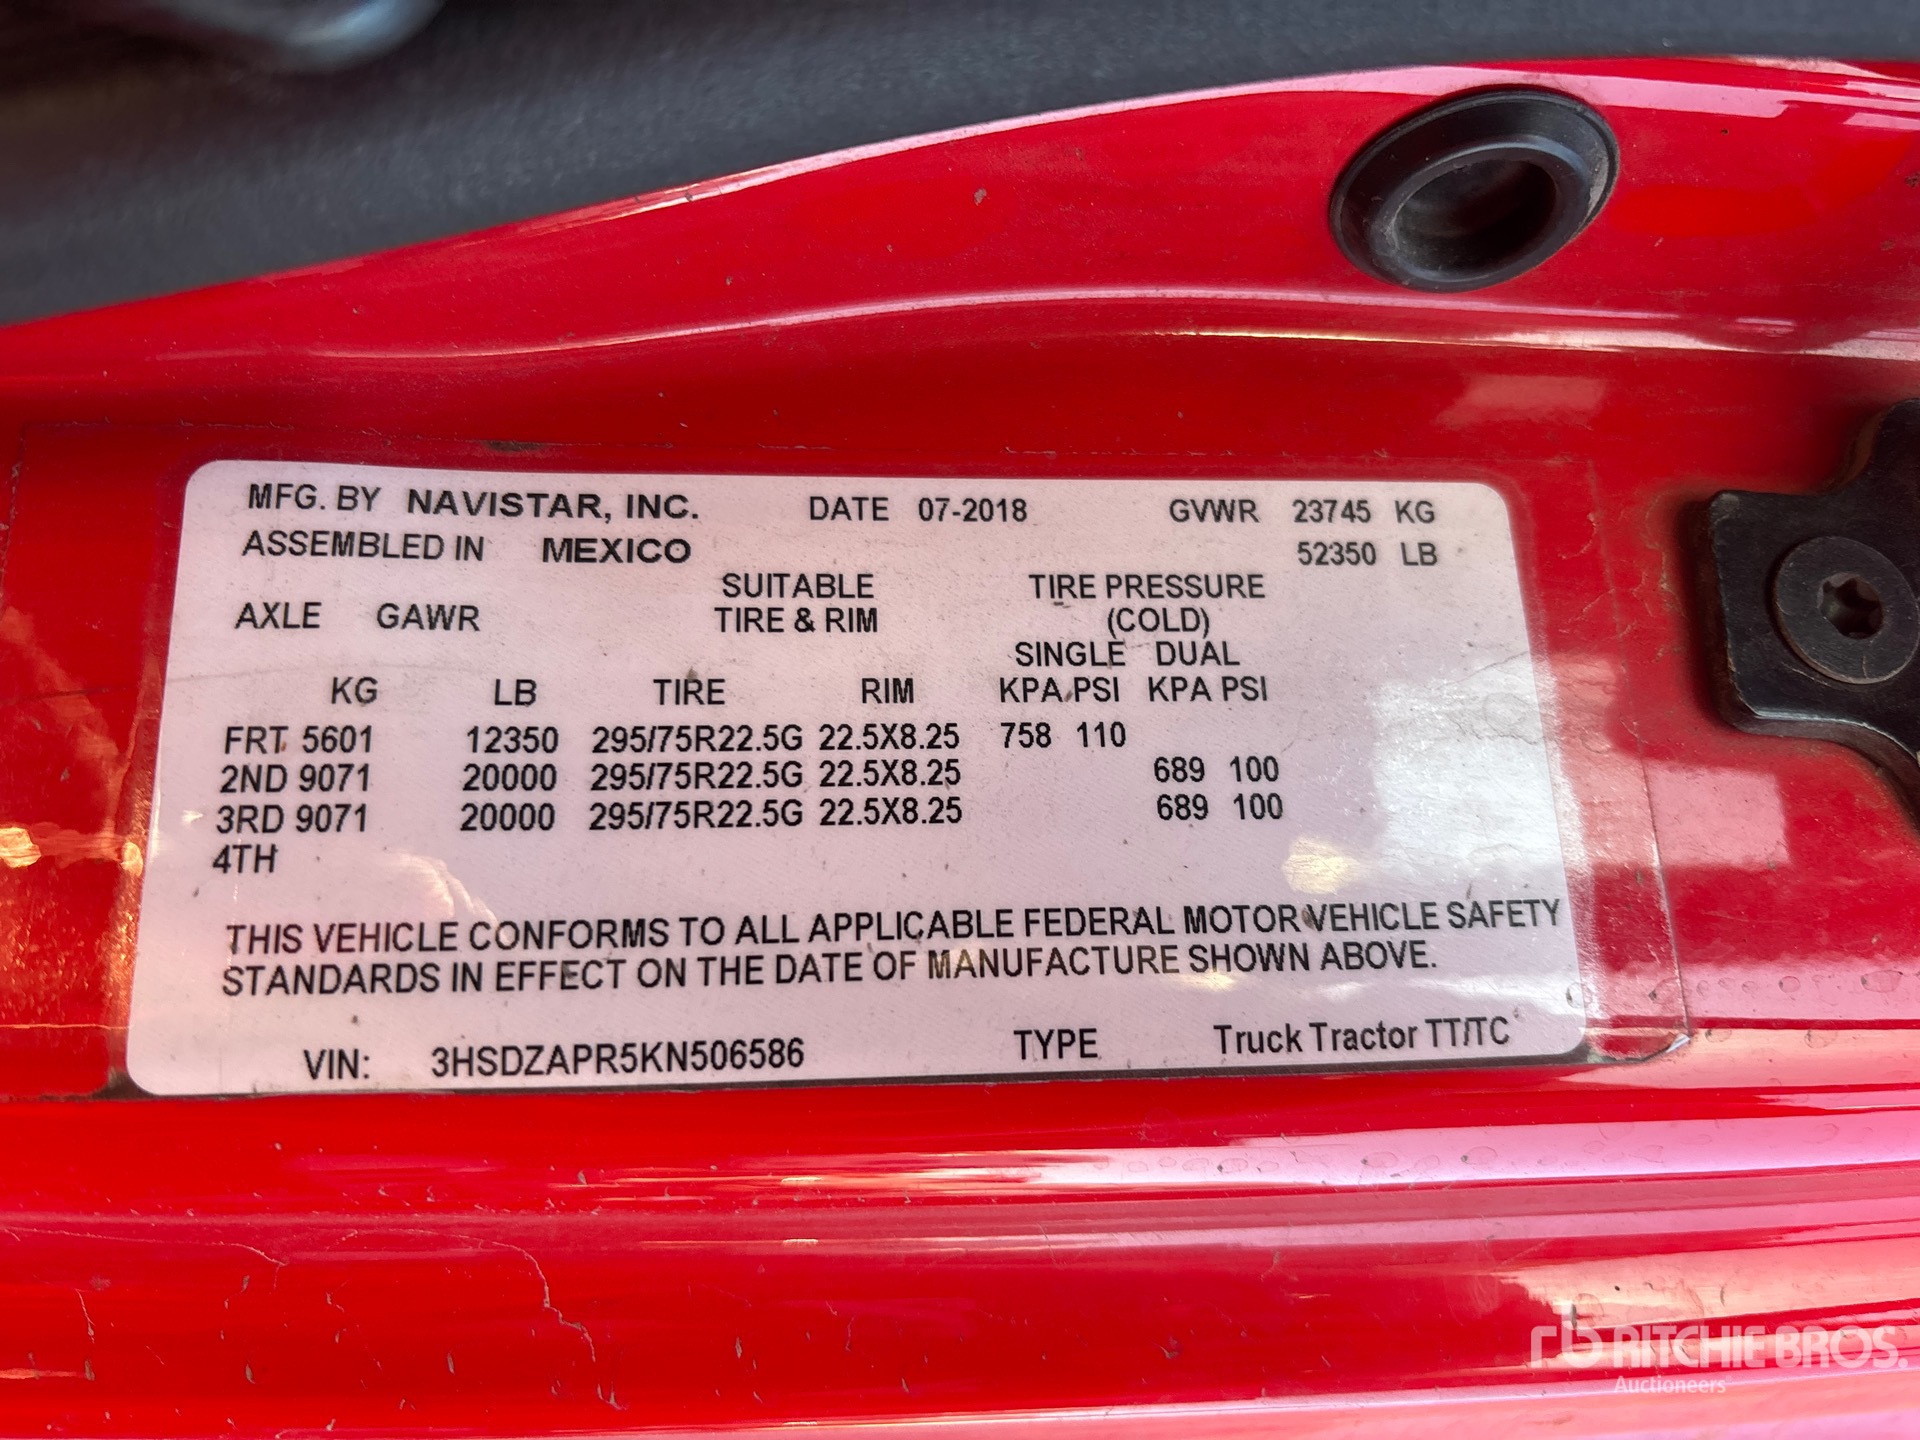 MFG. BY NAVISTAR, INC. DATE 07-2018 GVWR 23745 KG
ASSEMBLED IN MEXICO 52350 LB
SUITABLE TIRE PRESSURE
AXLE GAWR TIRE & RIM (COLD)
SINGLE DUAL
KG LB TIRE RIM KPA PSI KPA PSI
FRT 5601 12350 295/75R22.5G 22.5X8.25 758 110
2ND 9071 20000 295/75R22.5G 22.5X8.25 689 100
3RD 9071 20000 295/75R22.5G 22.5X8.25 689 100
4TH
THIS VEHICLE CONFORMS TO ALL APPLICABLE FEDERAL MOTOR VEHICLE SAFETY
STANDARDS IN EFFECT ON THE DATE OF MANUFACTURE SHOWN ABOVE.
VIN: 3HSDZAPR5KN506586 TYPE Truck Tractor TT/TC
rb RITCHIE BROS.
Auctioneers